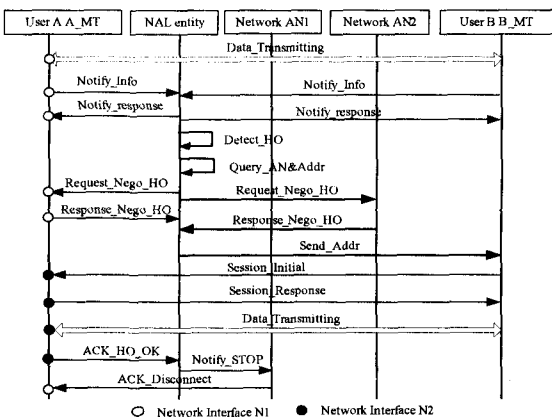 User A A_MT NAL entity Network AN1 Network AN2 User B B_MT
Data_Transmitting
Notify_Info Notify_Info
Notify_response Notify_response
Detect_HO
Query_AN&Addr
Request_Nego_HO
Request_Nego_HO
Response_Nego_HO
Response_Nego_HO
Send_Addr
Session_Initial
Session_Response
Data_Transmitting
ACK_HO_OK
Notify_STOP
ACK_Disconnect
Network Interface N1 Network Interface N2